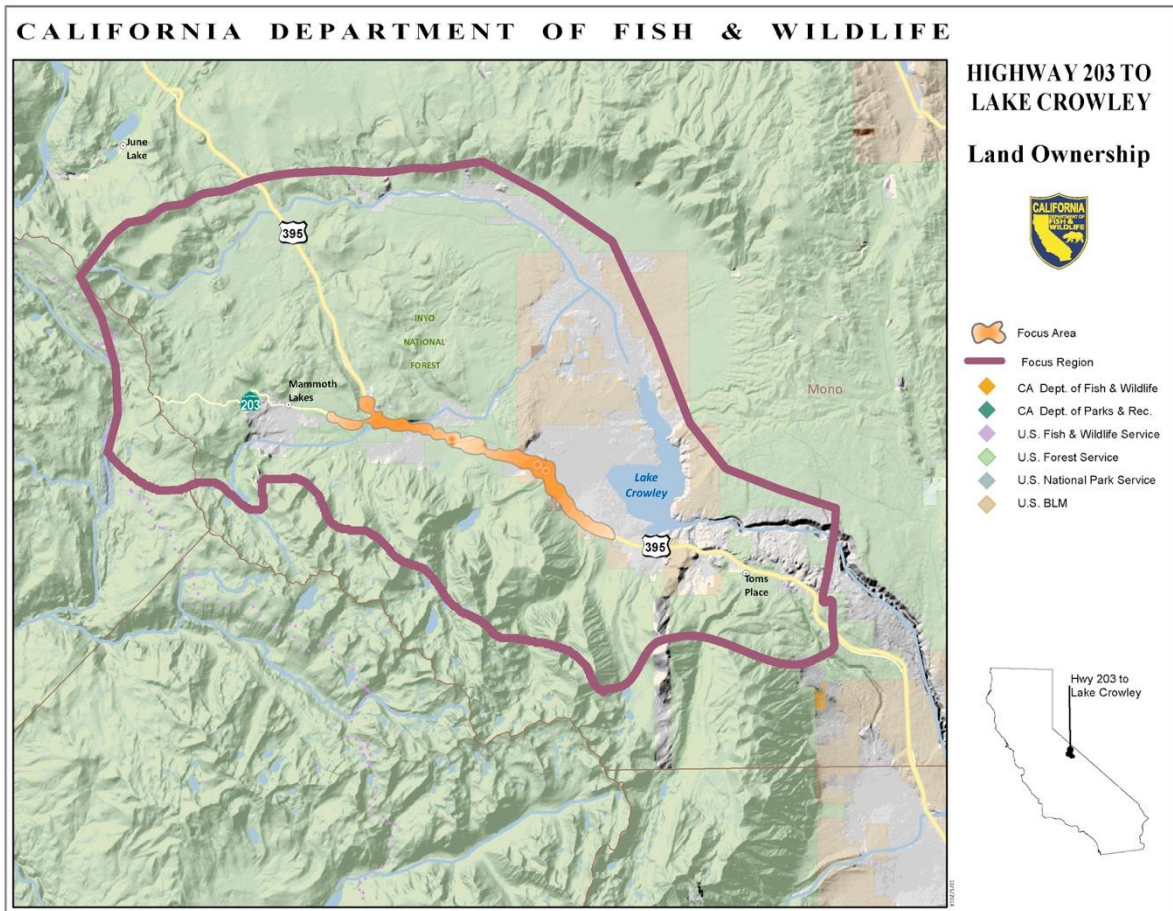 CALIFORNIA DEPARTMENT OF FISH & WILDLIFE
HIGHWAY 203 TO
LAKE CROWLEY
Land Ownership
CALIFORNIA
DEPARTMENT OF
FISH &
WILDLIFE
Focus Area
Focus Region
CA Dept. of Fish & Wildlife
CA Dept. of Parks & Rec.
U.S. Fish & Wildlife Service
U.S. Forest Service
U.S. National Park Service
U.S. BLM
June
Lake
395
INYO
NATIONAL
FOREST
Mono
Mammoth
Lakes
203
Lake
Crowley
395
Toms
Place
Hwy 203 to
Lake Crowley